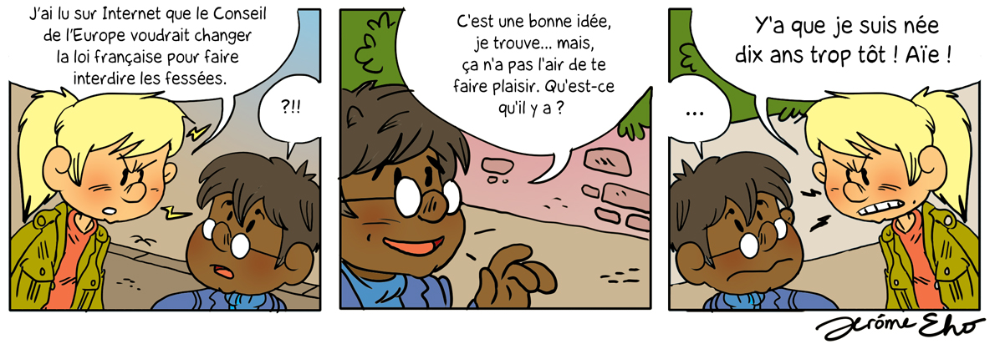 J'ai lu sur Internet que le Conseil
de l'Europe voudrait changer
la loi française pour faire
interdire les fessées.
?!!
C'est une bonne idée,
je trouve... mais,
ça n'a pas l'air de te
faire plaisir. Qu'est-ce
qu'il y a ?
...
Y'a que je suis née
dix ans trop tôt ! Aïe !
Jérôme Eho